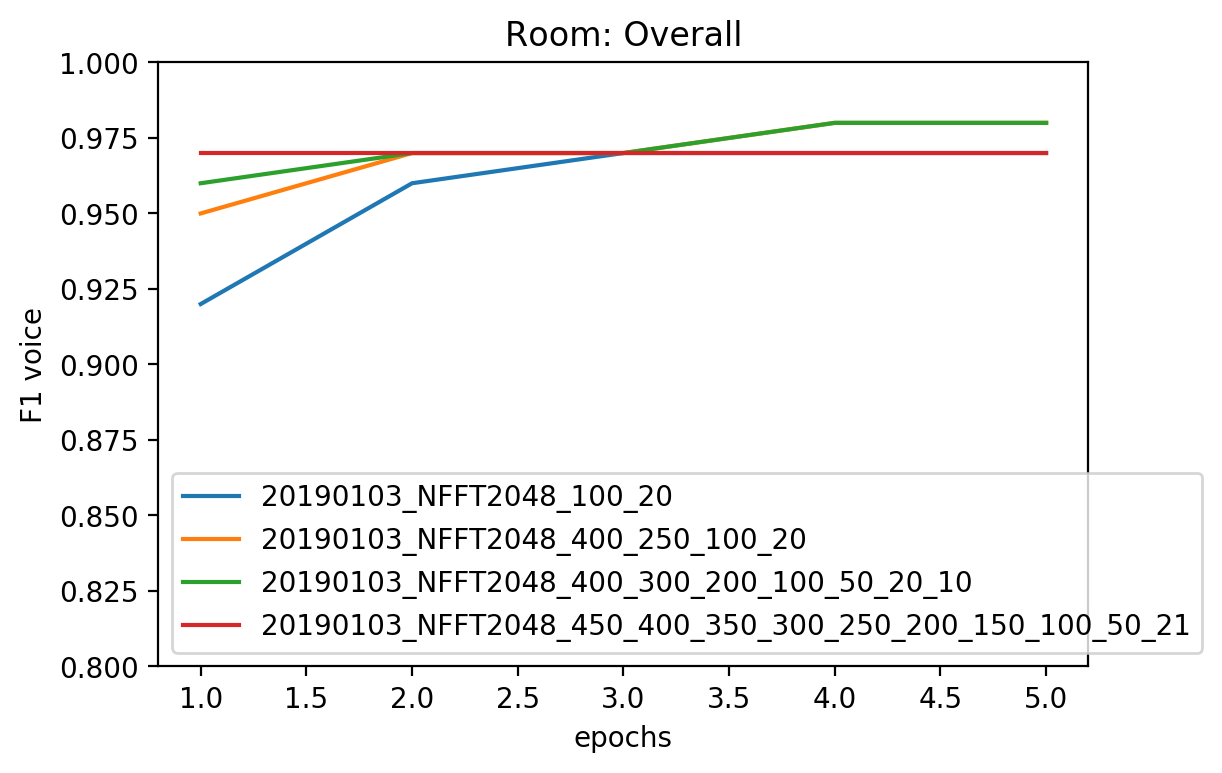 Room: Overall
1.000
0.975
0.950
0.925
0.900
0.875
0.850
0.825
0.800
F1 voice
20190103_NFFT2048_100_20
20190103_NFFT2048_400_250_100_20
20190103_NFFT2048_400_300_200_100_50_20_10
20190103_NFFT2048_450_400_350_300_250_200_150_100_50_21
1.0 1.5 2.0 2.5 3.0 3.5 4.0 4.5 5.0
epochs